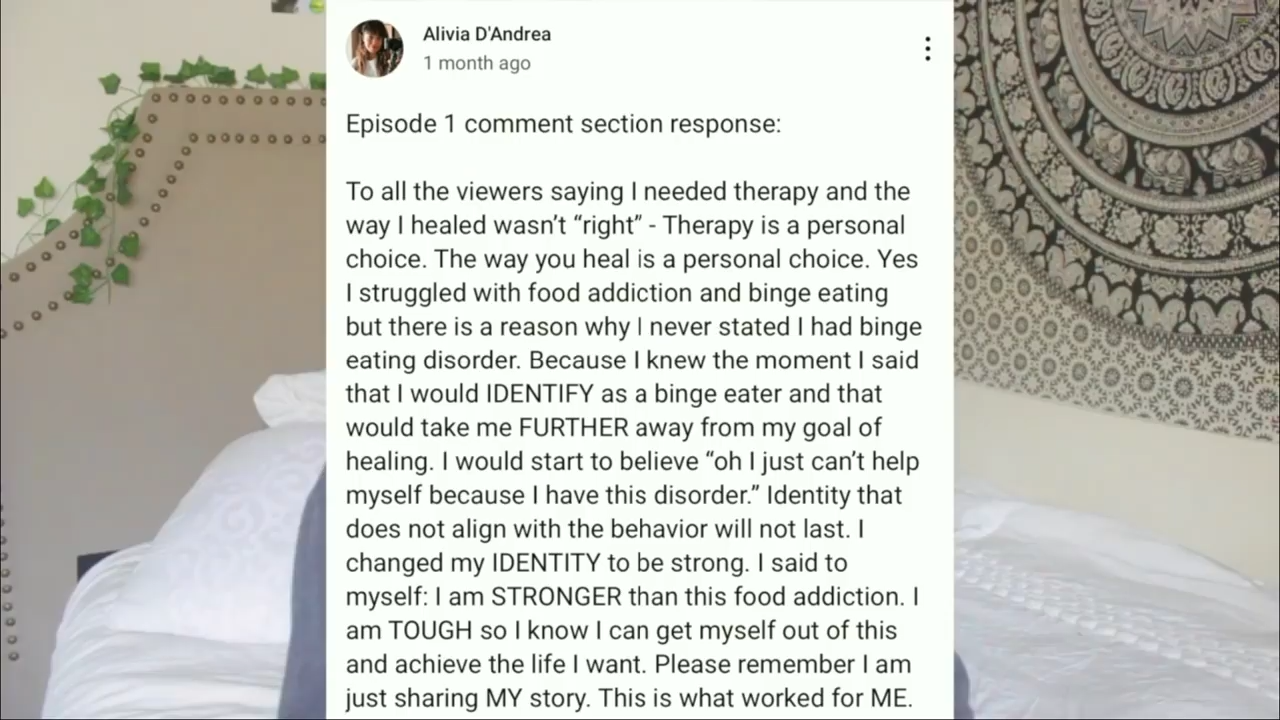 Alivia D'Andrea
1 month ago
Episode 1 comment section response:
To all the viewers saying I needed therapy and the
way I healed wasn't “right” - Therapy is a personal
choice. The way you heal is a personal choice. Yes
I struggled with food addiction and binge eating
but there is a reason why I never stated I had binge
eating disorder. Because I knew the moment I said
that I would IDENTIFY as a binge eater and that
would take me FURTHER away from my goal of
healing. I would start to believe “oh I just can't help
myself because I have this disorder.” Identity that
does not align with the behavior will not last. I
changed my IDENTITY to be strong. I said to
myself: I am STRONGER than this food addiction. I
am TOUGH so I know I can get myself out of this
and achieve the life I want. Please remember I am
just sharing MY story. This is what worked for ME.